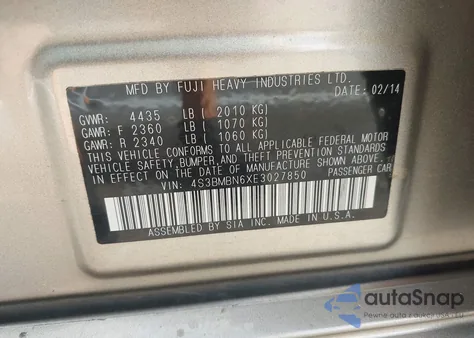 MFD BY FUJI HEAVY INDUSTRIES LTD.
DATE: 02/14
GVWR: 4435 LB ( 2010 KG)
GAWR: F 2360 LB ( 1070 KG)
GAWR: R 2340 LB ( 1060 KG)
THIS VEHICLE CONFORMS TO ALL APPLICABLE FEDERAL MOTOR
VEHICLE SAFETY,BUMPER,AND THEFT PREVENTION STANDARDS IN
EFFECT ON THE DATE OF MANUFACTURE SHOWN ABOVE.
VIN: 4S3BMBN6XE3027850 PASSENGER CAR
ASSEMBLED BY SIA INC. MADE IN U.S.A.
autoSnap
Pewne auta z aukcji